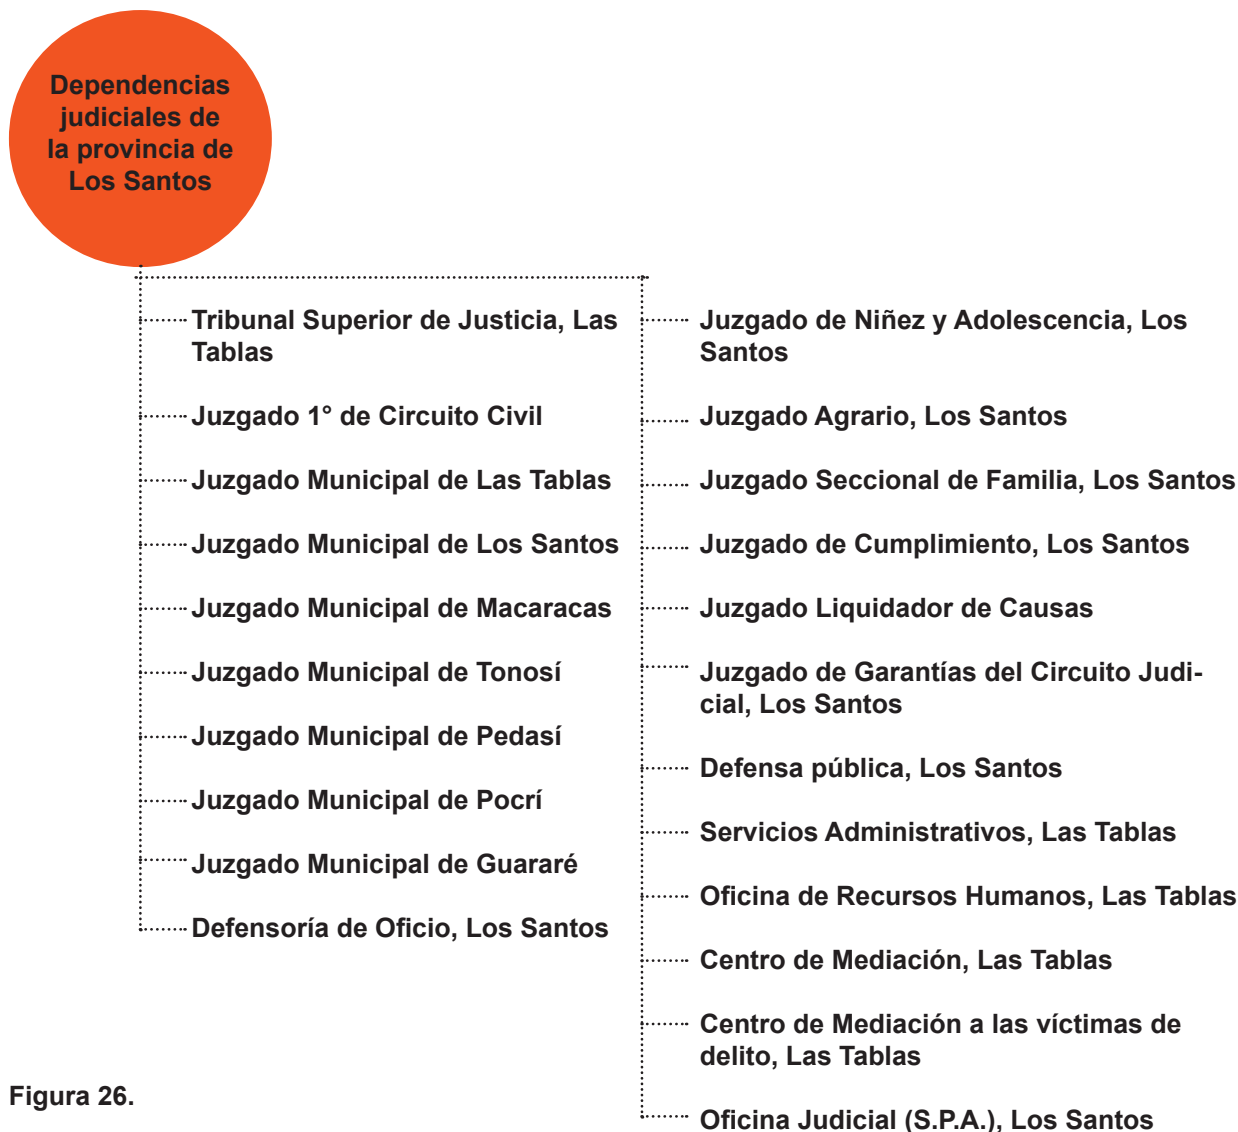 Dependencias
judiciales de
la provincia de
Los Santos
Tribunal Superior de Justicia, Las
Tablas
Juzgado 1° de Circuito Civil
Juzgado Municipal de Las Tablas
Juzgado Municipal de Los Santos
Juzgado Municipal de Macaracas
Juzgado Municipal de Tonosí
Juzgado Municipal de Pedasí
Juzgado Municipal de Pocrí
Juzgado Municipal de Guararé
Defensoría de Oficio, Los Santos
Juzgado de Niñez y Adolescencia, Los
Santos
Juzgado Agrario, Los Santos
Juzgado Seccional de Familia, Los Santos
Juzgado de Cumplimiento, Los Santos
Juzgado Liquidador de Causas
Juzgado de Garantías del Circuito Judi-
cial, Los Santos
Defensa pública, Los Santos
Servicios Administrativos, Las Tablas
Oficina de Recursos Humanos, Las Tablas
Centro de Mediación, Las Tablas
Centro de Mediación a las víctimas de
delito, Las Tablas
Oficina Judicial (S.P.A.), Los Santos
Figura 26.